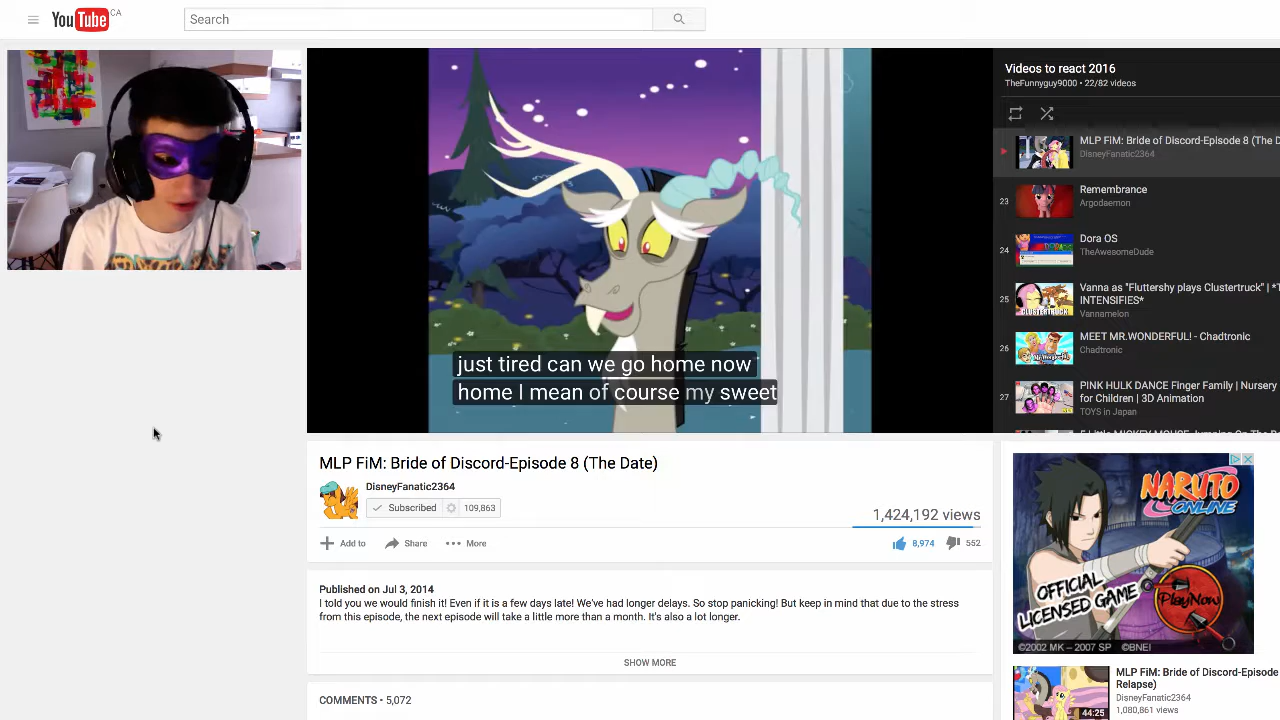 YouTube CA
Search
just tired can we go home now
home I mean of course my sweet
Videos to react 2016
TheFunnyguy9000 • 22/82 videos
MLP FiM: Bride of Discord-Episode 8 (The D
DisneyFanatic2364
23
Remembrance
Argodaemon
24
Dora OS
TheAwesomeDude
25
Vanna as "Fluttershy plays Clustertruck" | *T
INTENSIFIES*
Vannamelon
CLUSTERTRUCK
26
MEET MR.WONDERFUL! - Chadtronic
Chadtronic
27
PINK HULK DANCE Finger Family | Nursery
for Children | 3D Animation
TOYS in Japan
MLP FiM: Bride of Discord-Episode 8 (The Date)
DisneyFanatic2364
Subscribed 109,863
1,424,192 views
Add to Share More
8,974 552
Published on Jul 3, 2014
I told you we would finish it! Even if it is a few days late! We've had longer delays. So stop panicking! But keep in mind that due to the stress
from this episode, the next episode will take a little more than a month. It's also a lot longer.
SHOW MORE
COMMENTS • 5,072
NARUTO
ONLINE
OFFICIAL
LICENSED GAME
Play Now
©2002 MK – 2007 SP ©BNEI
MLP FiM: Bride of Discord-Episode
Relapse)
DisneyFanatic2364
1,080,861 views
44:25